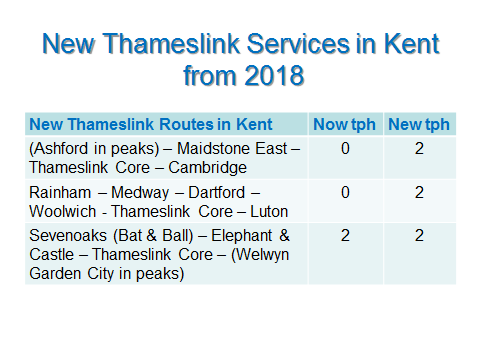 New Thameslink Services in Kent
from 2018
New Thameslink Routes in Kent Now tph New tph
(Ashford in peaks) – Maidstone East – 0 2
Thameslink Core – Cambridge
Rainham – Medway – Dartford – 0 2
Woolwich - Thameslink Core – Luton
Sevenoaks (Bat & Ball) – Elephant & 2 2
Castle – Thameslink Core – (Welwyn
Garden City in peaks)